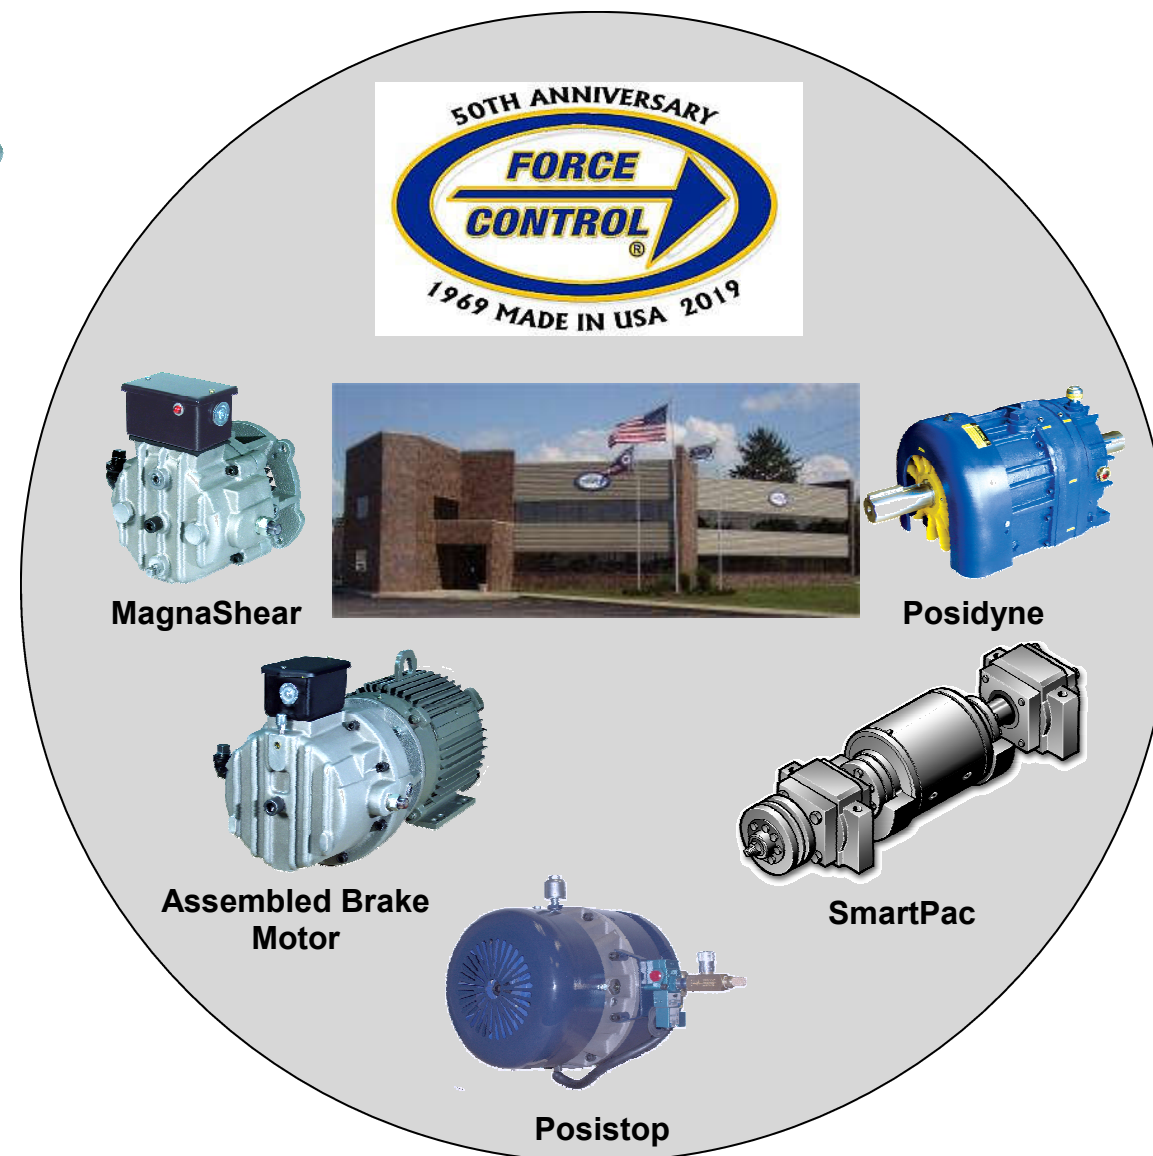 50TH ANNIVERSARY
FORCE
CONTROL
®
1969 MADE IN USA 2019
MagnaShear
Posidyne
Assembled Brake
Motor
SmartPac
Posistop